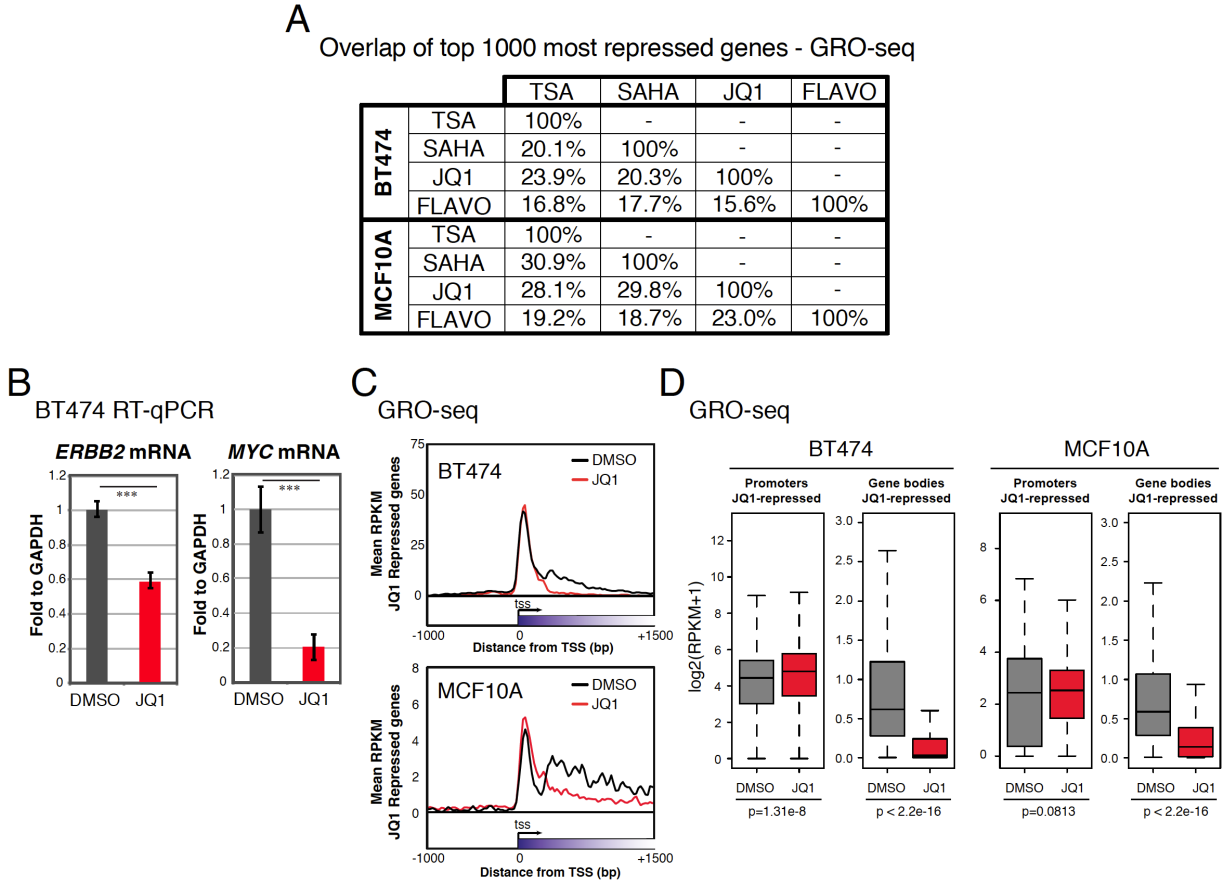 A
Overlap of top 1000 most repressed genes - GRO-seq
TSA SAHA JQ1 FLAVO
BT474
TSA 100% - - -
SAHA 20.1% 100% - -
JQ1 23.9% 20.3% 100% -
FLAVO 16.8% 17.7% 15.6% 100%
MCF10A
TSA 100% - - -
SAHA 30.9% 100% - -
JQ1 28.1% 29.8% 100% -
FLAVO 19.2% 18.7% 23.0% 100%
B
BT474 RT-qPCR
ERBB2 mRNA
Fold to GAPDH
1.2
1
0.8
0.6
0.4
0.2
0
***
DMSO JQ1
MYC mRNA
Fold to GAPDH
1.2
1
0.8
0.6
0.4
0.2
0
***
DMSO JQ1
C
GRO-seq
Mean RPKM
JQ1 Repressed genes
75
50
25
0
BT474
DMSO
JQ1
tss
-1000 0 +1500
Distance from TSS (bp)
Mean RPKM
JQ1 Repressed genes
8
6
4
2
0
MCF10A
DMSO
JQ1
tss
-1000 0 +1500
Distance from TSS (bp)
D
GRO-seq
BT474
Promoters
JQ1-repressed
log2(RPKM+1)
12
10
8
6
4
2
0
DMSO JQ1
p=1.31e-8
Gene bodies
JQ1-repressed
3.0
2.5
2.0
1.5
1.0
0.5
0.0
DMSO JQ1
p < 2.2e-16
MCF10A
Promoters
JQ1-repressed
8
6
4
2
0
DMSO JQ1
p=0.0813
Gene bodies
JQ1-repressed
3.0
2.5
2.0
1.5
1.0
0.5
0.0
DMSO JQ1
p < 2.2e-16